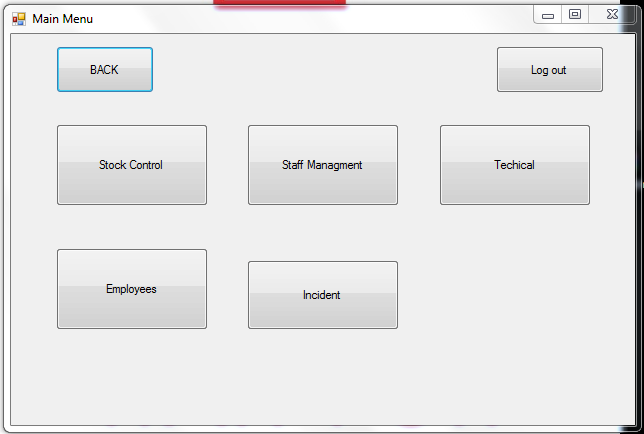 Main Menu
BACK
Log out
Stock Control
Staff Managment
Techical
Employees
Incident